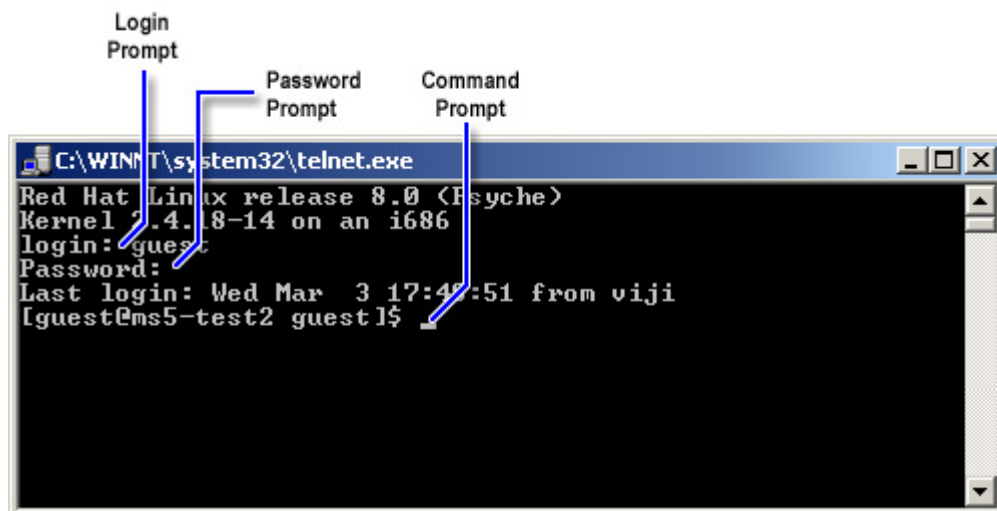 Login
Prompt
Password
Prompt
Command
Prompt
C:\WINNT\system32\telnet.exe
Red Hat Linux release 8.0 (Psyche)
Kernel 2.4.18-14 on an i686
login: guest
Password:
Last login: Wed Mar  3 17:49:51 from viji
[guest@ms5-test2 guest]$